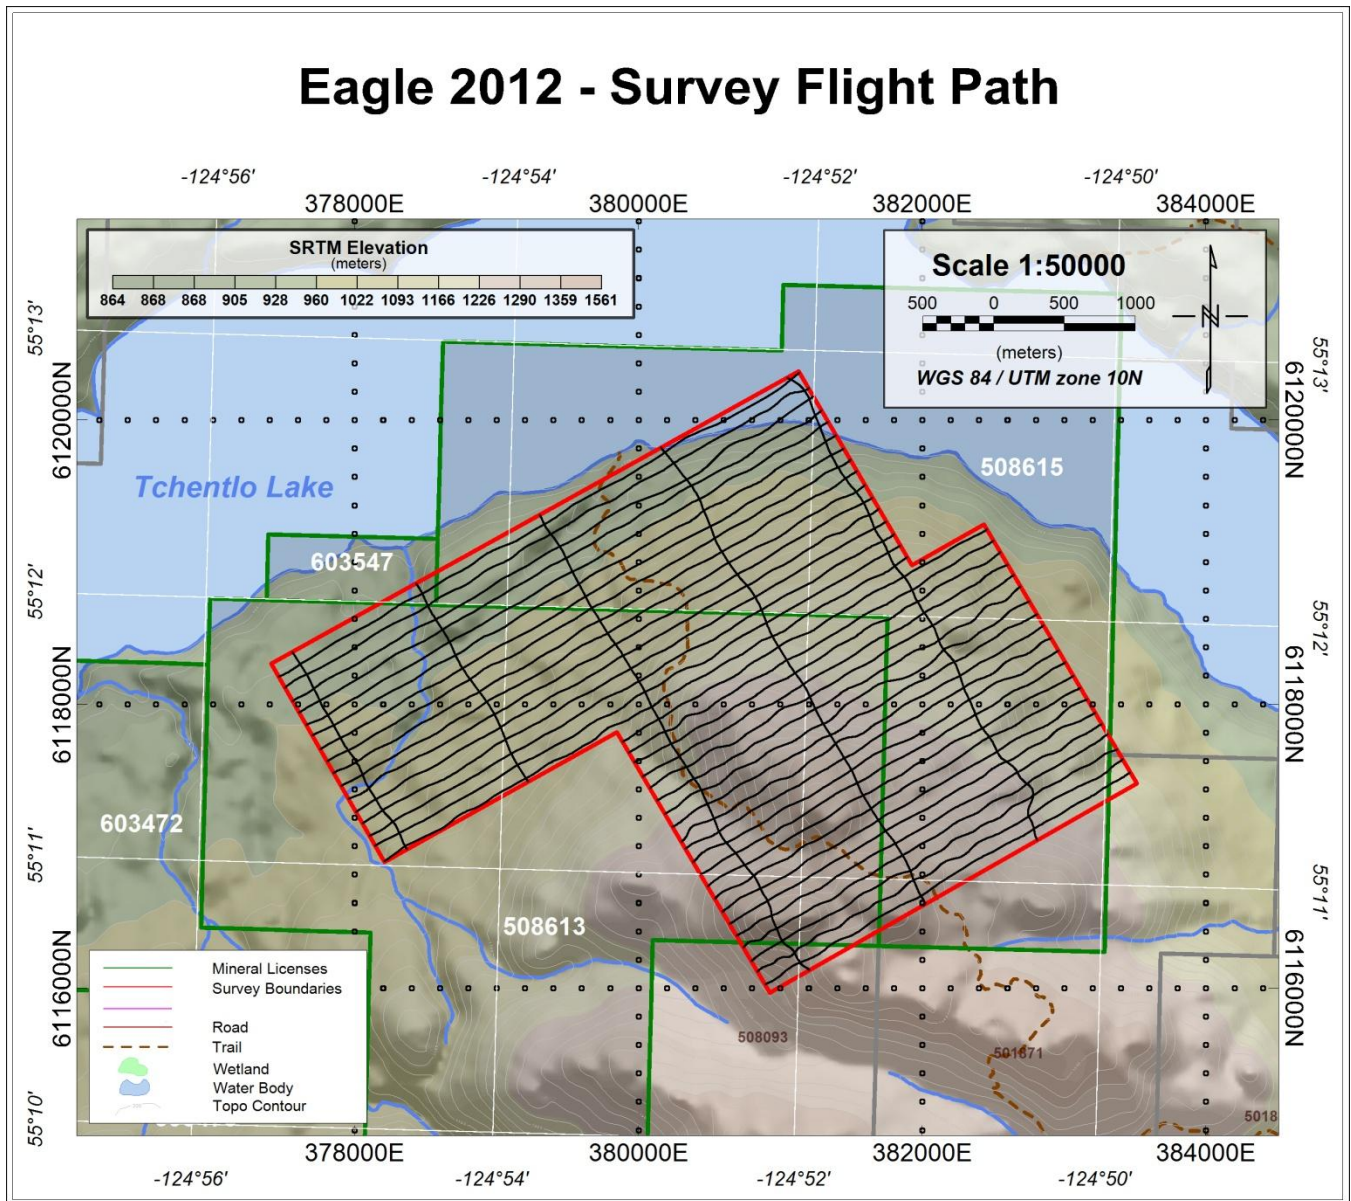 Eagle 2012 - Survey Flight Path
-124°56' -124°54' -124°52' -124°50'
378000E 380000E 382000E 384000E
SRTM Elevation
(meters)
864 868 868 905 928 960 1022 1093 1166 1226 1290 1359 1561
Scale 1:50000
500 0 500 1000
(meters)
WGS 84 / UTM zone 10N
N
55°13'
55°13'
6120000N
6120000N
508615
Tchentlo Lake
603547
55°12'
55°12'
6118000N
6118000N
603472
55°11'
55°11'
508613
6116000N
6116000N
Mineral Licenses
Survey Boundaries
Road
Trail
Wetland
Water Body
Topo Contour
508093
501871
5018
55°10'
378000E 380000E 382000E 384000E
-124°56' -124°54' -124°52' -124°50'